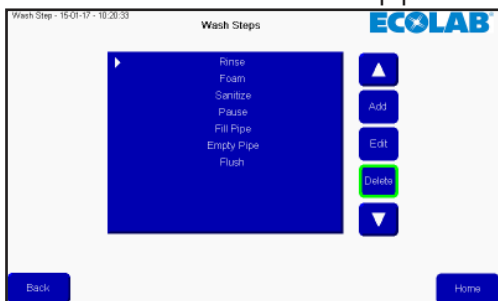 Wash Step - 15-01-17 - 10:20:33
Wash Steps
ECOLAB
Rinse
Foam
Sanitize
Pause
Fill Pipe
Empty Pipe
Flush
Add
Edit
Delete
Back
Home